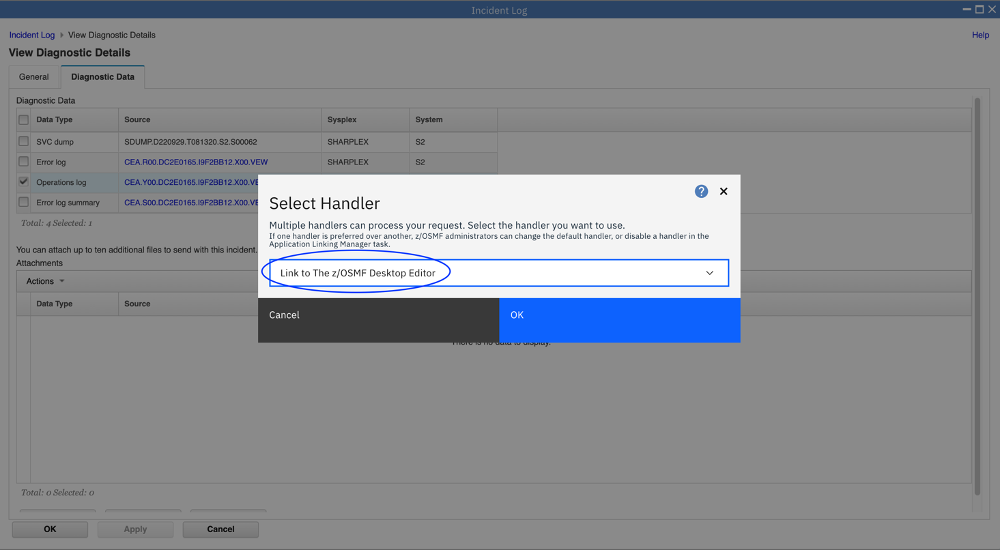 Incident Log
Incident Log View Diagnostic Details Help
View Diagnostic Details
General Diagnostic Data
Diagnostic Data
Data Type Source Sysplex System
SVC dump SDUMP.D220929.T081320.S2.S00062 SHARPLEX S2
Error log CEA.R00.DC2E0165.I9F2BB12.X00.VEW SHARPLEX S2
Operations log CEA.Y00.DC2E0165.I9F2BB12.X00.VE
Error log summary CEA.S00.DC2E0165.I9F2BB12.X00.VE
Total: 4 Selected: 1
You can attach up to ten additional files to send with this incident.
Attachments
Actions
Data Type Source
There is no data to display.
Total: 0 Selected: 0
OK Apply Cancel
?
Select Handler
Multiple handlers can process your request. Select the handler you want to use.
If one handler is preferred over another, z/OSMF administrators can change the default handler, or disable a handler in the
Application Linking Manager task.
Link to The z/OSMF Desktop Editor
Cancel OK